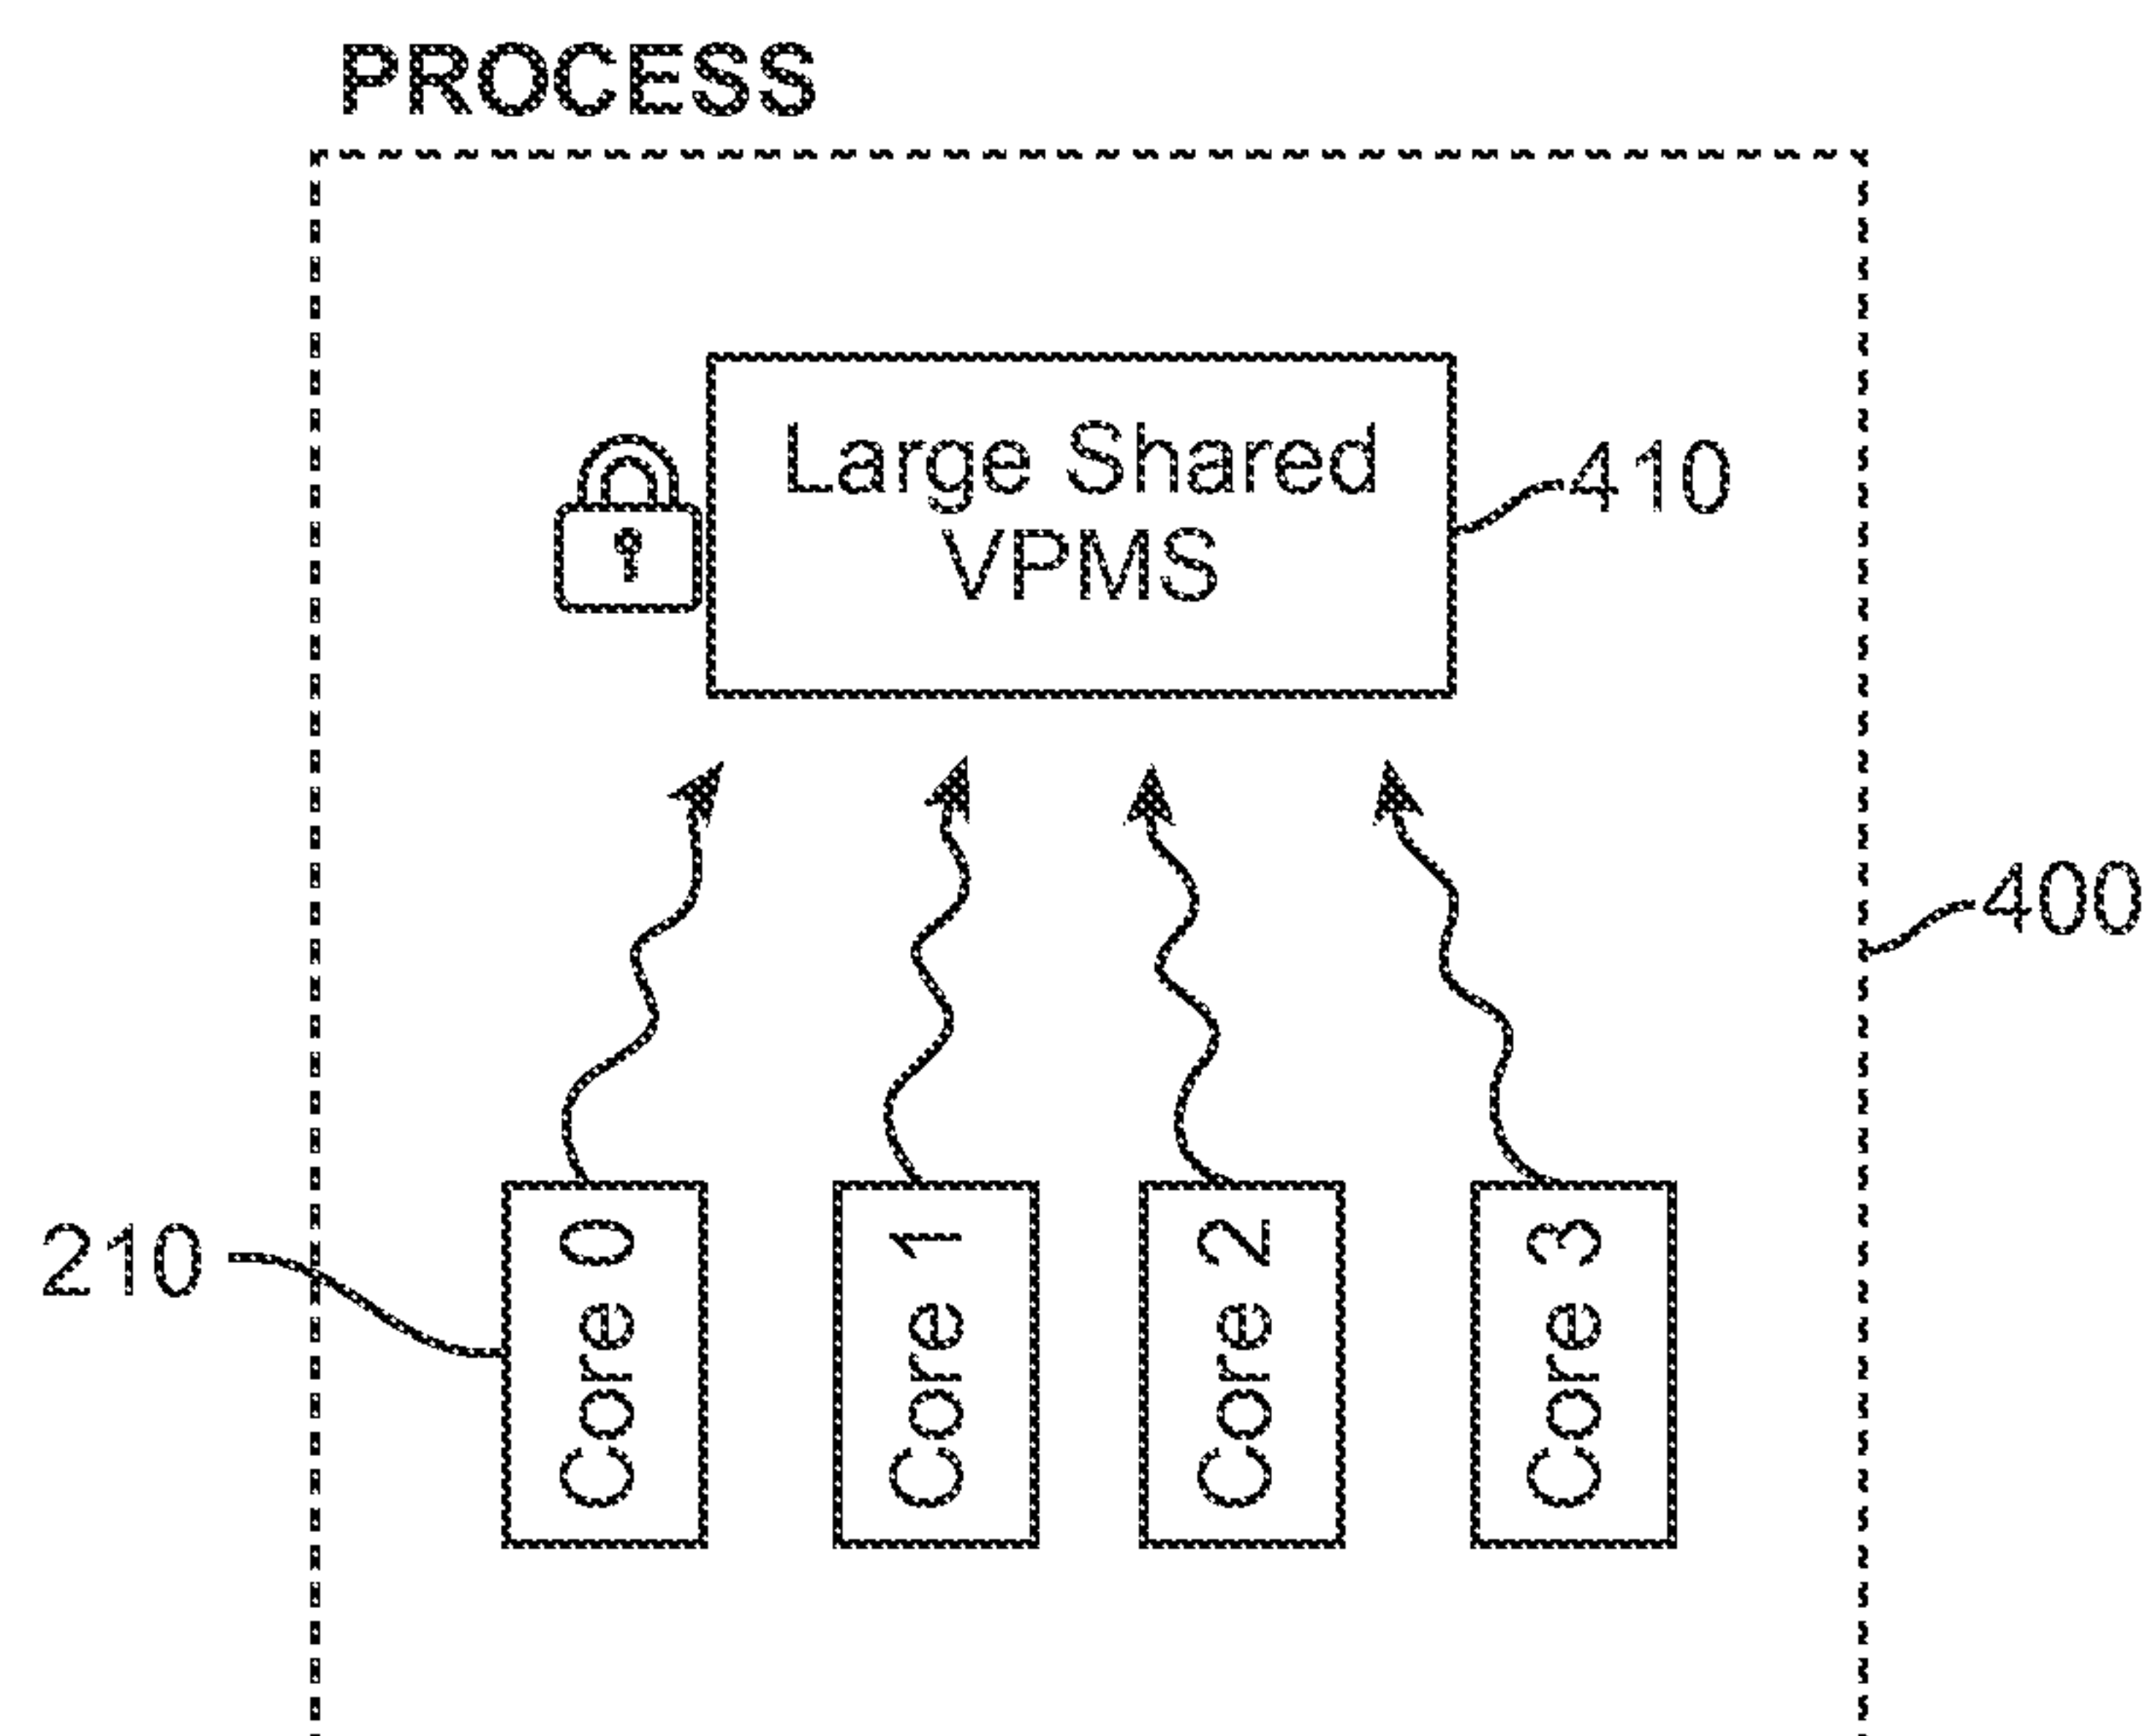 PROCESS
Large Shared
VPMS
410
400
210
Core 0
Core 1
Core 2
Core 3